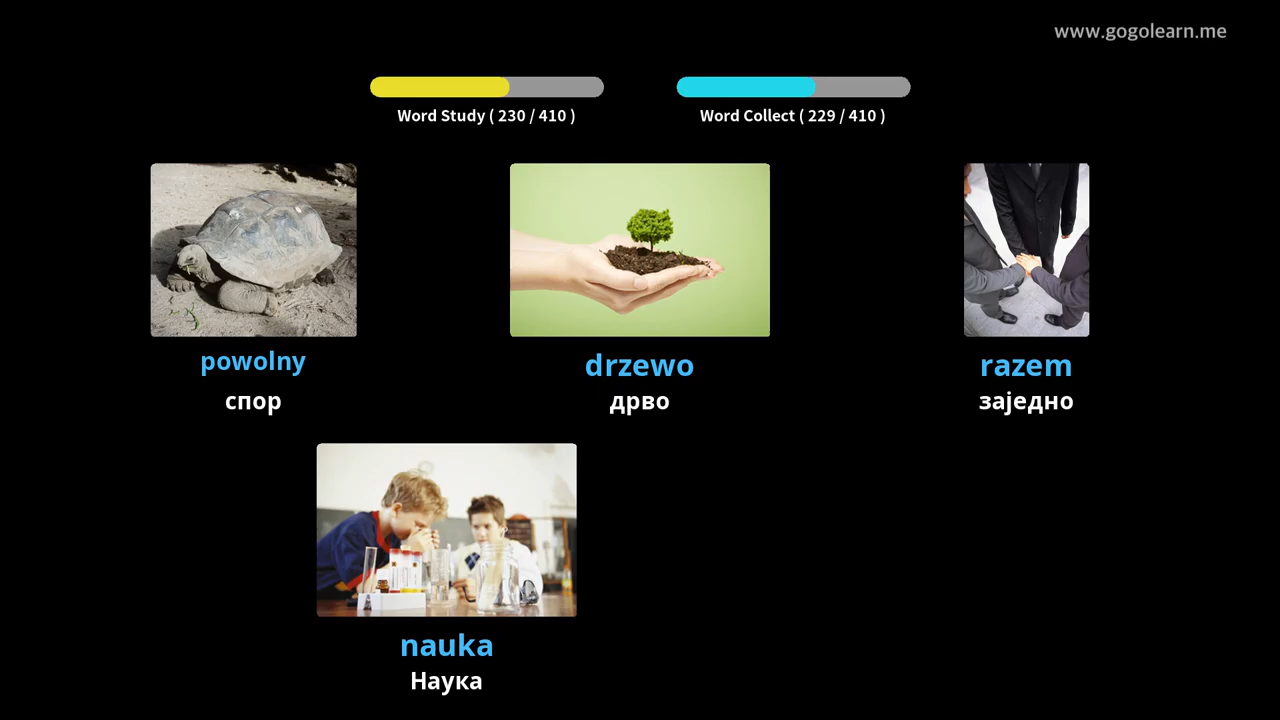 www.gogolearn.me
Word Study ( 230 / 410 )
Word Collect ( 229 / 410 )
powolny
спор
drzewo
дрво
razem
заједно
nauka
Наука